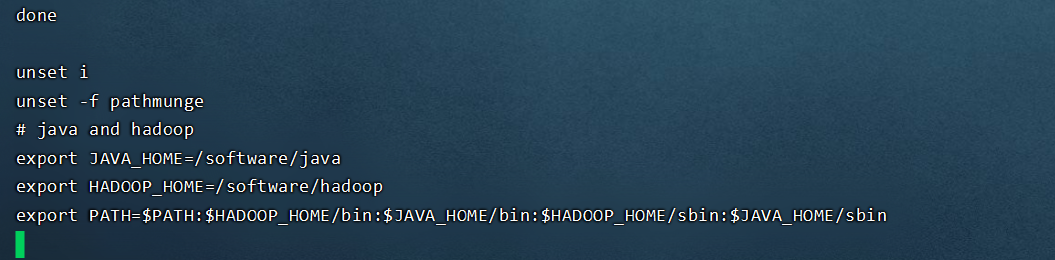 done
unset i
unset -f pathmunge
# java and hadoop
export JAVA_HOME=/software/java
export HADOOP_HOME=/software/hadoop
export PATH=$PATH:$HADOOP_HOME/bin:$JAVA_HOME/bin:$HADOOP_HOME/sbin:$JAVA_HOME/sbin